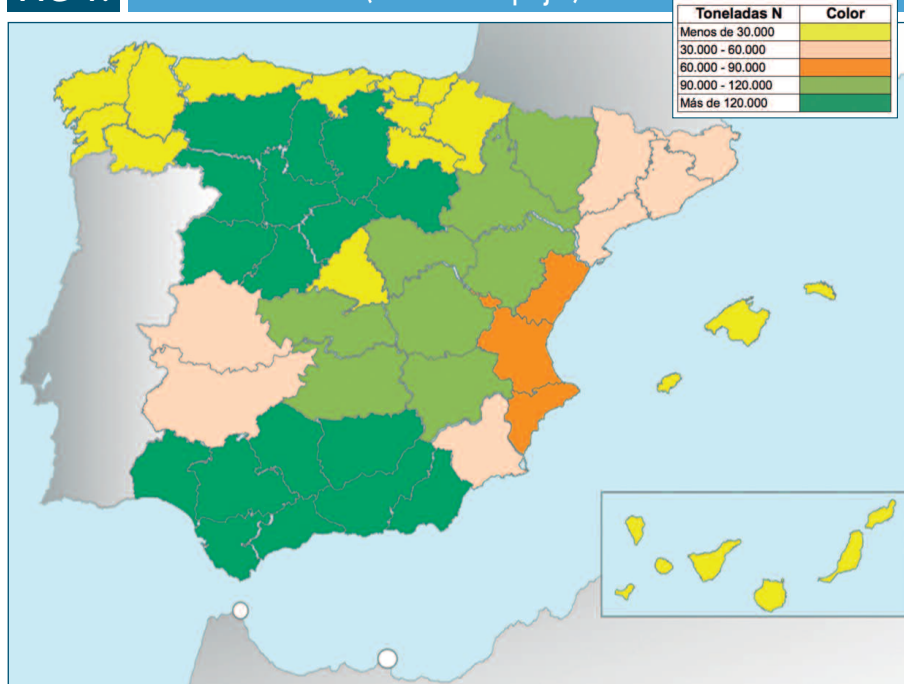 Toneladas N Color
Menos de 30.000
30.000 - 60.000
60.000 - 90.000
90.000 - 120.000
Más de 120.000